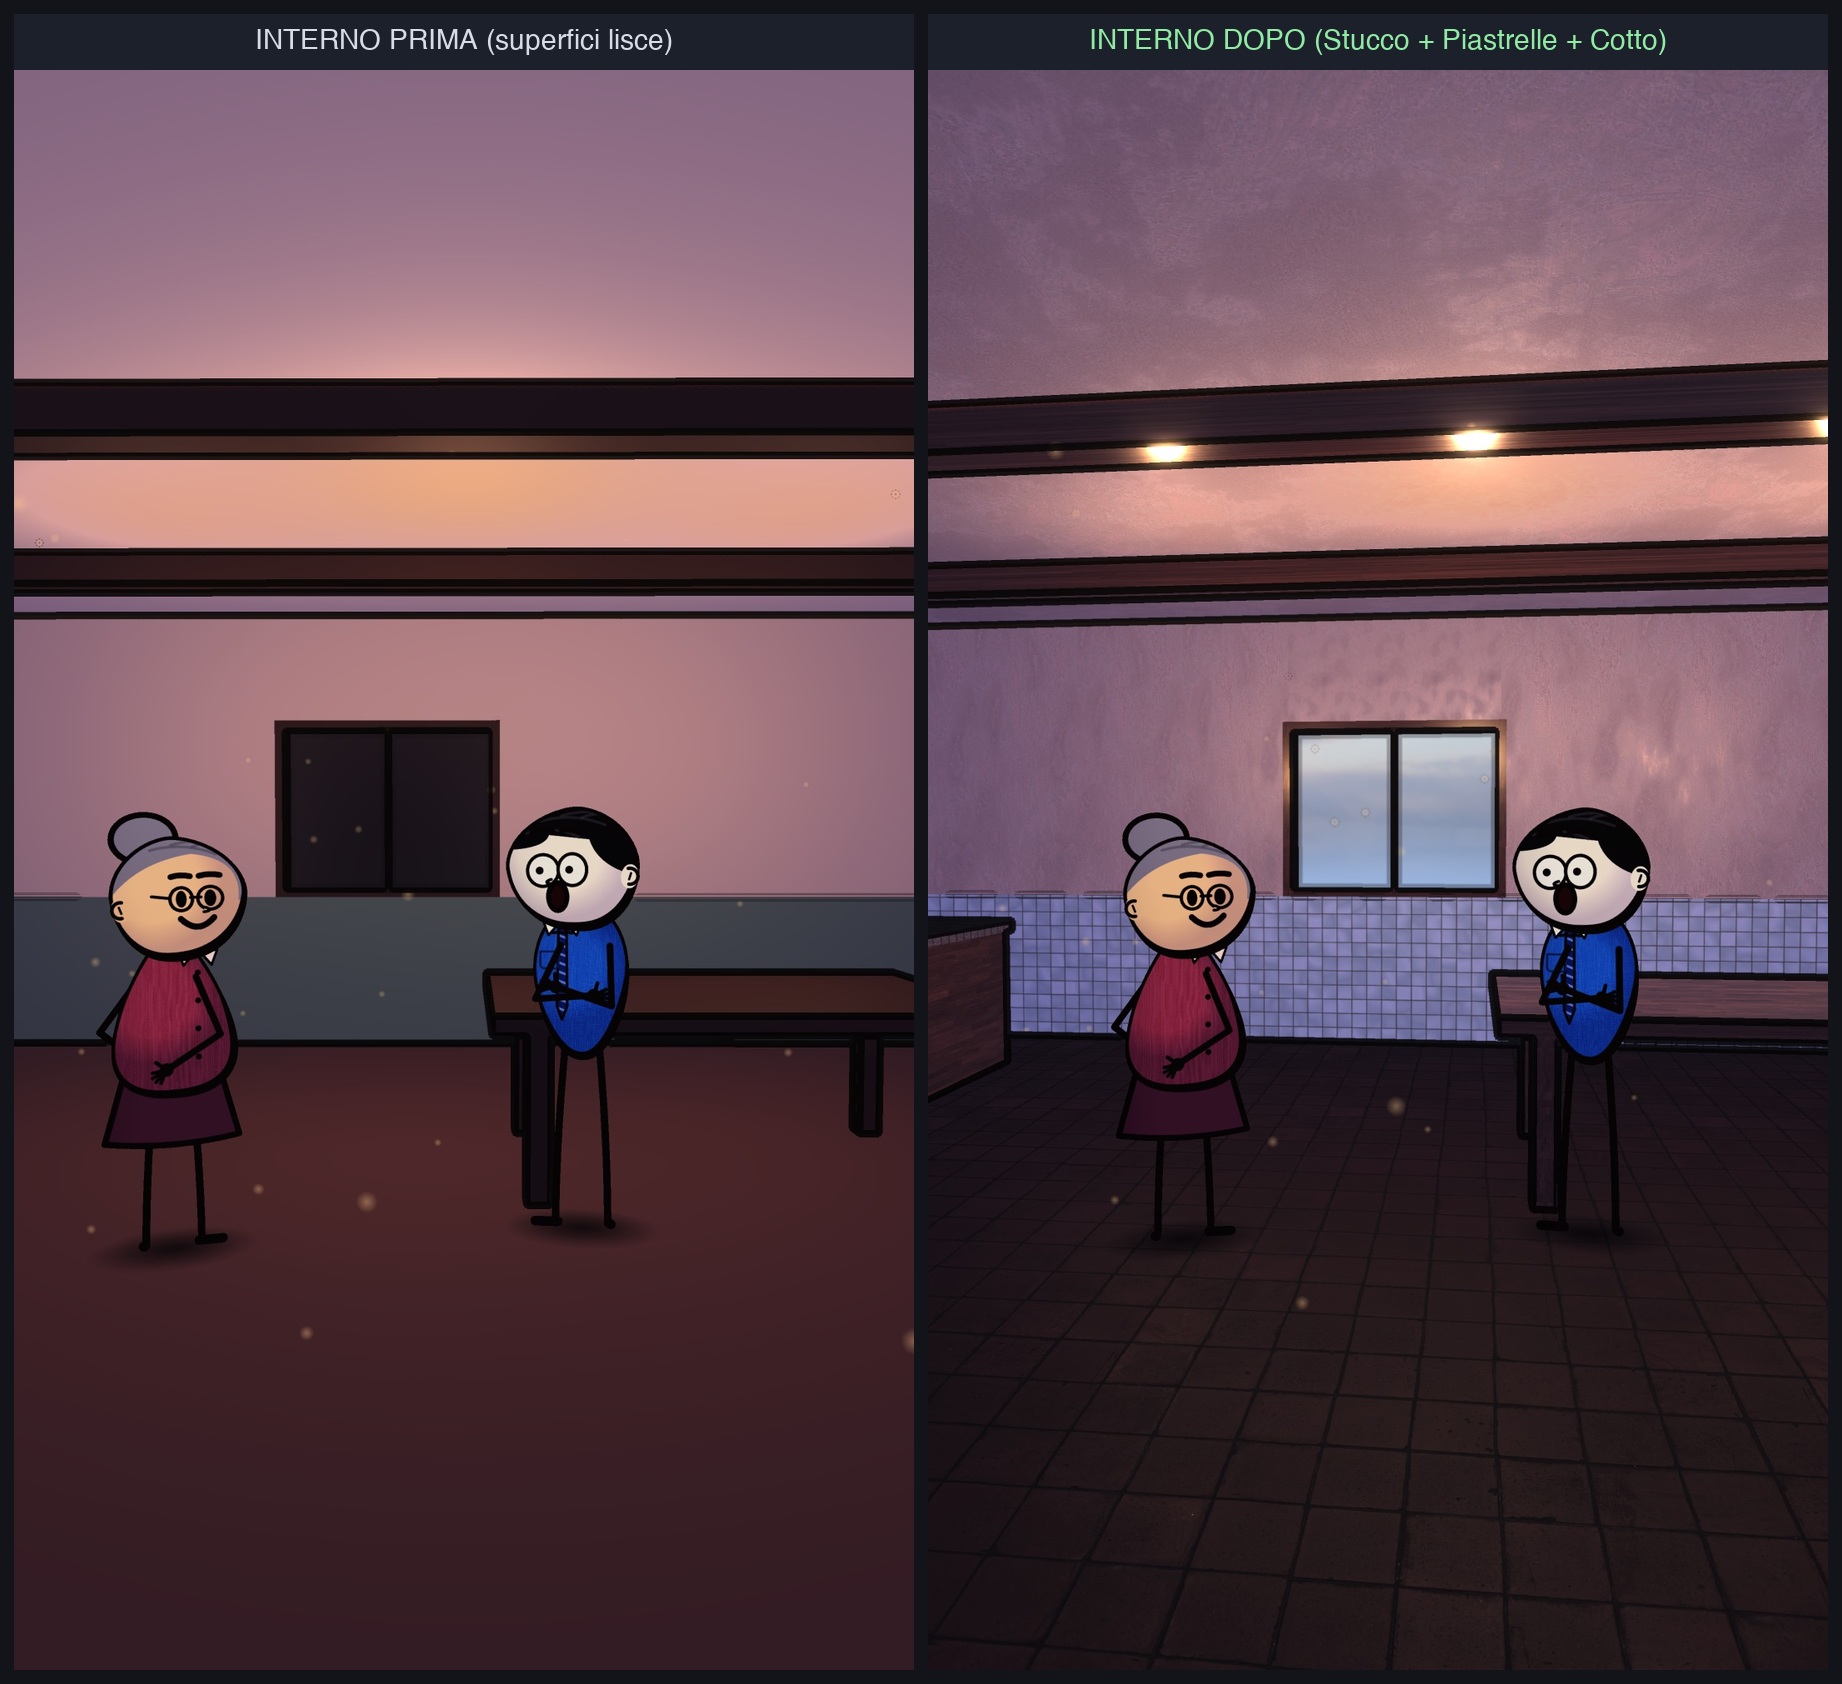 INTERNO PRIMA (superfici lisce)
INTERNO DOPO (Stucco + Piastrelle + Cotto)